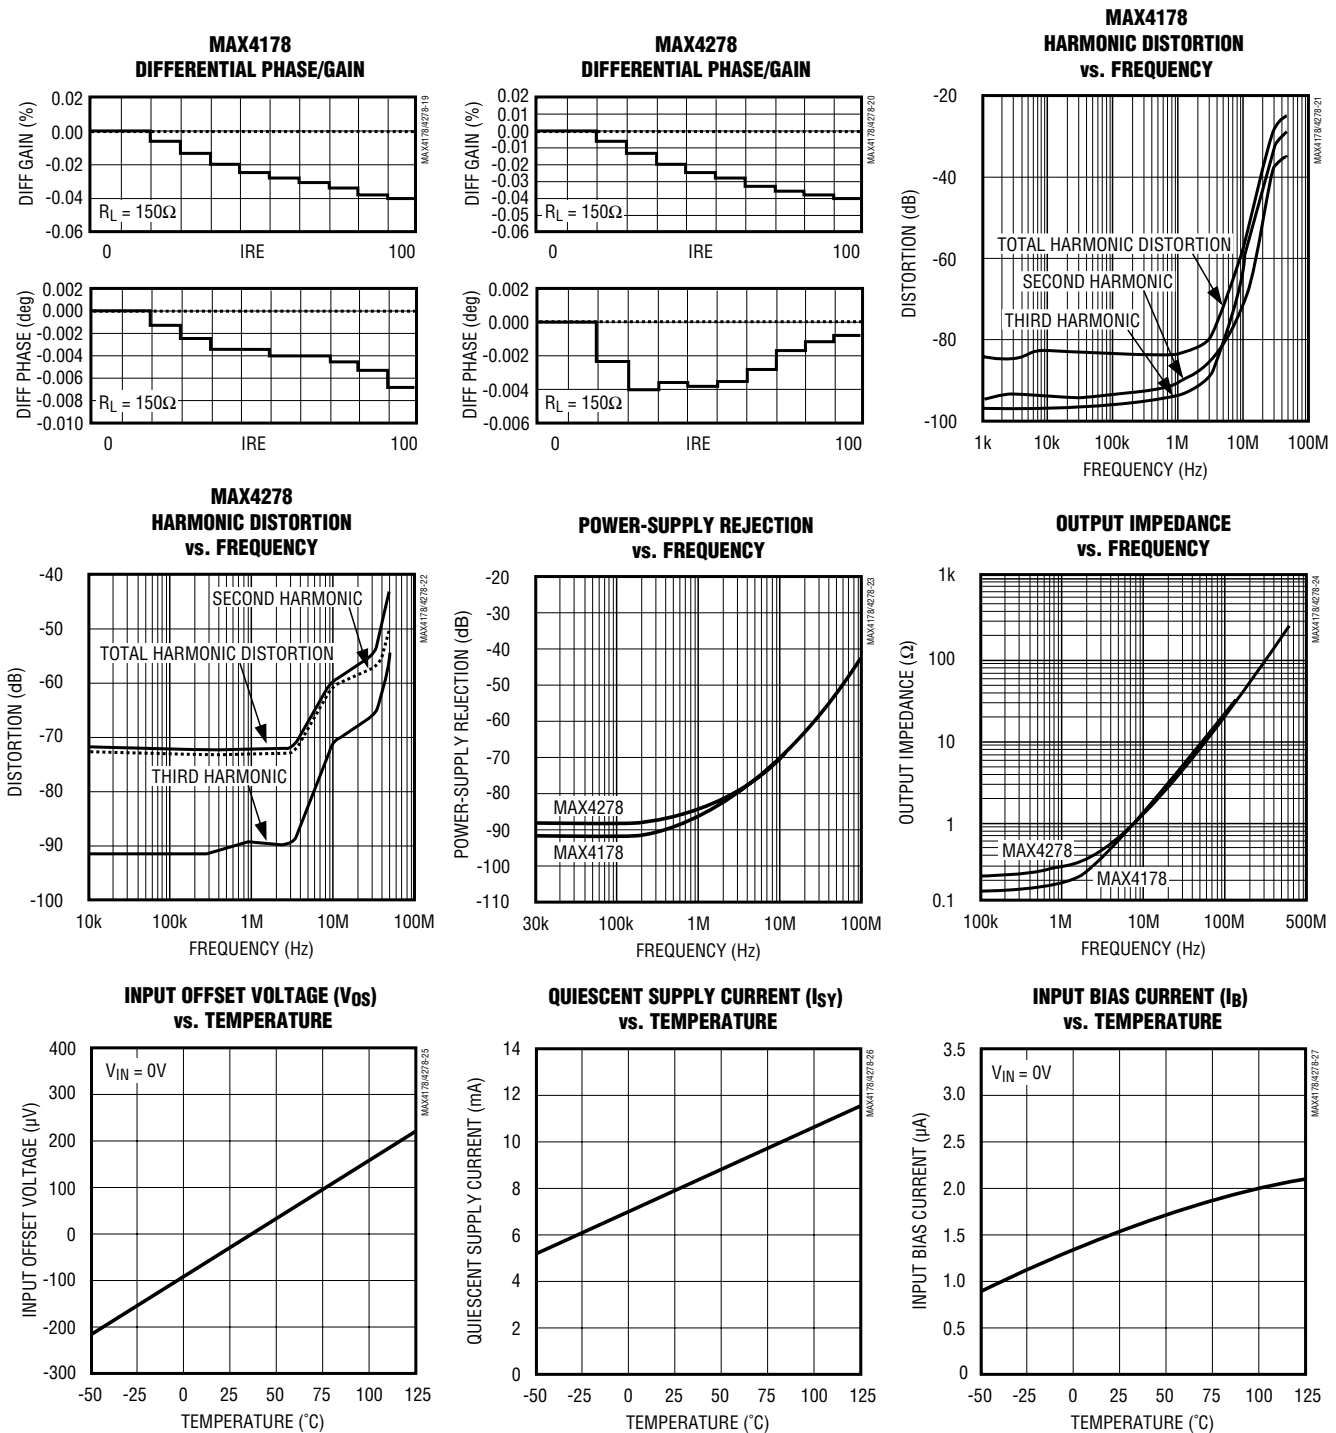 MAX4178
DIFFERENTIAL PHASE/GAIN
DIFF GAIN (%)
0.02
0.00
-0.02
-0.04
-0.06
RL = 150Ω
0 IRE 100
MAX4178/4278-19
DIFF PHASE (deg)
0.002
0.000
-0.002
-0.004
-0.006
-0.008
-0.010
RL = 150Ω
0 IRE 100
MAX4278
DIFFERENTIAL PHASE/GAIN
DIFF GAIN (%)
0.02
0.01
0.00
-0.01
-0.02
-0.03
-0.04
-0.05
-0.06
RL = 150Ω
0 IRE 100
MAX4178/4278-20
DIFF PHASE (deg)
0.002
0.000
-0.002
-0.004
-0.006
RL = 150Ω
0 IRE 100
MAX4178
HARMONIC DISTORTION
vs. FREQUENCY
DISTORTION (dB)
-20
-40
-60
-80
-100
TOTAL HARMONIC DISTORTION
SECOND HARMONIC
THIRD HARMONIC
1k 10k 100k 1M 10M 100M
FREQUENCY (Hz)
MAX4178/4278-21
MAX4278
HARMONIC DISTORTION
vs. FREQUENCY
DISTORTION (dB)
-40
-50
-60
-70
-80
-90
-100
SECOND HARMONIC
TOTAL HARMONIC DISTORTION
THIRD HARMONIC
10k 100k 1M 10M 100M
FREQUENCY (Hz)
MAX4178/4278-22
POWER-SUPPLY REJECTION
vs. FREQUENCY
POWER-SUPPLY REJECTION (dB)
-20
-30
-40
-50
-60
-70
-80
-90
-100
-110
MAX4278
MAX4178
30k 100k 1M 10M 100M
FREQUENCY (Hz)
MAX4178/4278-23
OUTPUT IMPEDANCE
vs. FREQUENCY
OUTPUT IMPEDANCE (Ω)
1k
100
10
1
0.1
MAX4278
MAX4178
100k 1M 10M 100M 500M
FREQUENCY (Hz)
MAX4178/4278-24
INPUT OFFSET VOLTAGE (VOS)
vs. TEMPERATURE
INPUT OFFSET VOLTAGE (µV)
400
300
200
100
0
-100
-200
-300
VIN = 0V
-50 -25 0 25 50 75 100 125
TEMPERATURE (°C)
MAX4178/4278-25
QUIESCENT SUPPLY CURRENT (ISY)
vs. TEMPERATURE
QUIESCENT SUPPLY CURRENT (mA)
14
12
10
8
6
4
2
0
-50 -25 0 25 50 75 100 125
TEMPERATURE (°C)
MAX4178/4278-26
INPUT BIAS CURRENT (IB)
vs. TEMPERATURE
INPUT BIAS CURRENT (µA)
3.5
3.0
2.5
2.0
1.5
1.0
0.5
0
VIN = 0V
-50 -25 0 25 50 75 100 125
TEMPERATURE (°C)
MAX4178/4278-27